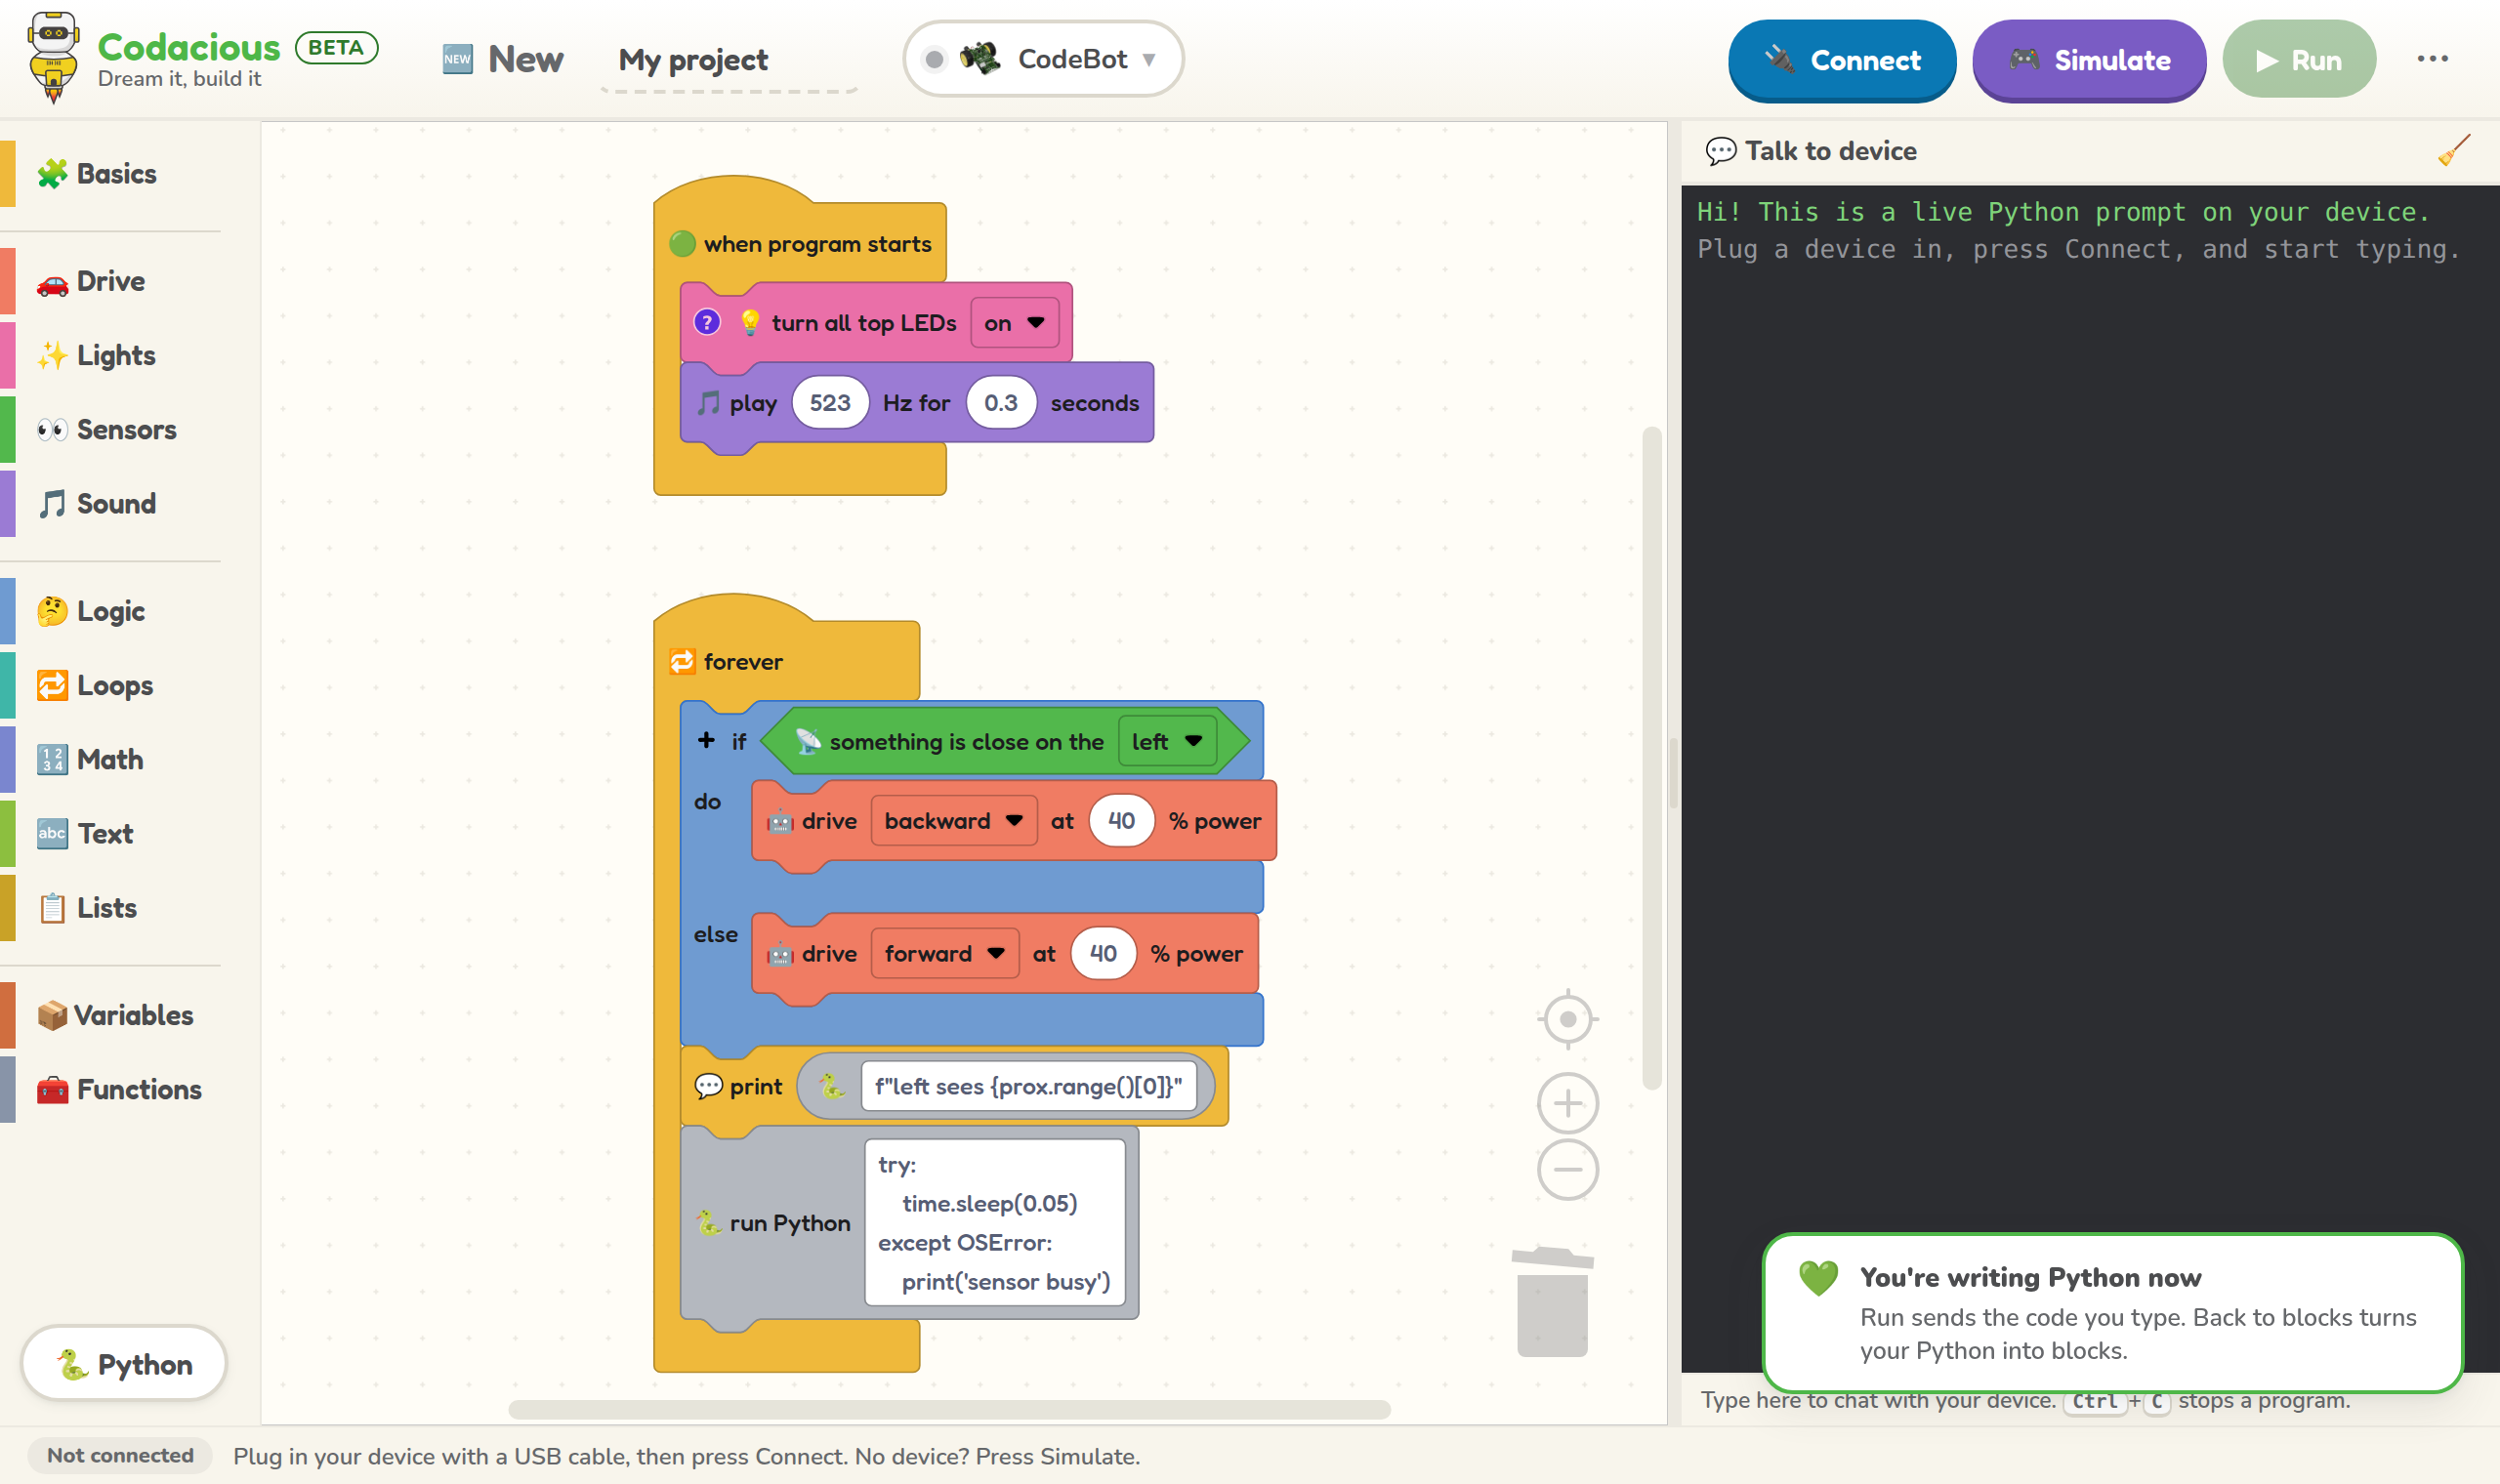 Codacious BETA
Dream it, build it
NEW New
My project
CodeBot
Connect
Simulate
Run
Basics
Drive
Lights
Sensors
Sound
Logic
Loops
1 2 3 4 Math
abc Text
Lists
Variables
Functions
Python
when program starts
? turn all top LEDs on
play 523 Hz for 0.3 seconds
forever
+ if something is close on the left
do drive backward at 40 % power
else drive forward at 40 % power
print f"left sees {prox.range()[0]}"
run Python
try:
time.sleep(0.05)
except OSError:
print('sensor busy')
Talk to device
Hi! This is a live Python prompt on your device.
Plug a device in, press Connect, and start typing.
You're writing Python now
Run sends the code you type. Back to blocks turns
your Python into blocks.
Type here to chat with your device. Ctrl+C stops a program.
Not connected Plug in your device with a USB cable, then press Connect. No device? Press Simulate.